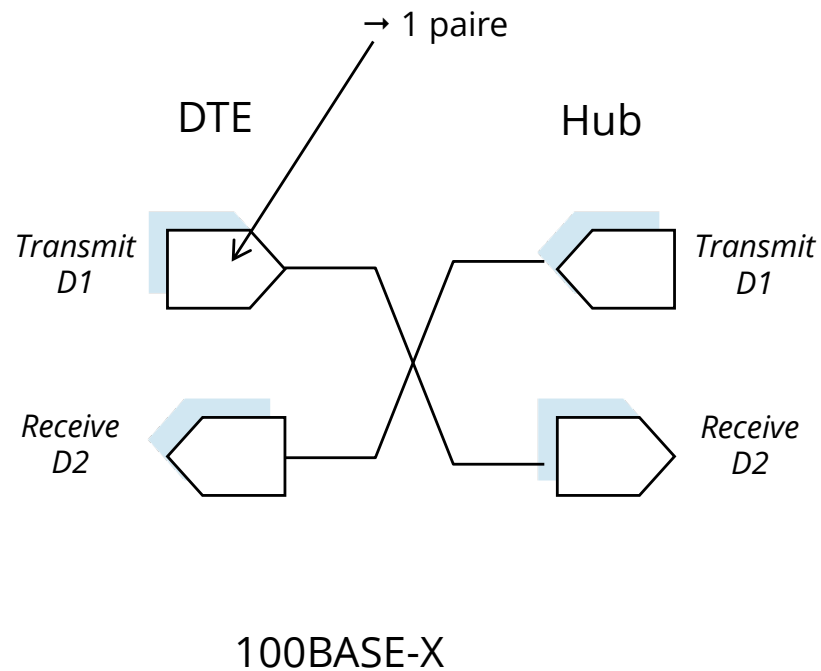 → 1 paire
DTE
Hub
Transmit
D1
Transmit
D1
Receive
D2
Receive
D2
100BASE-X